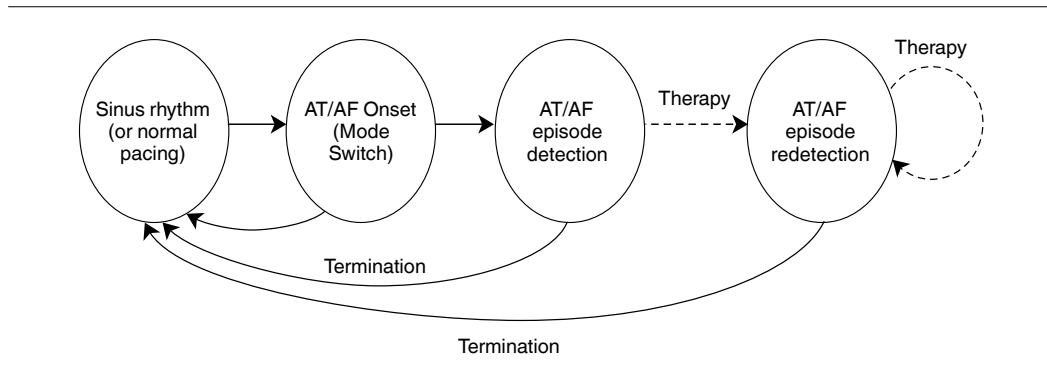 Sinus rhythm
(or normal
pacing)
AT/AF Onset
(Mode
Switch)
AT/AF
episode
detection
Therapy
AT/AF
episode
redetection
Therapy
Termination
Termination